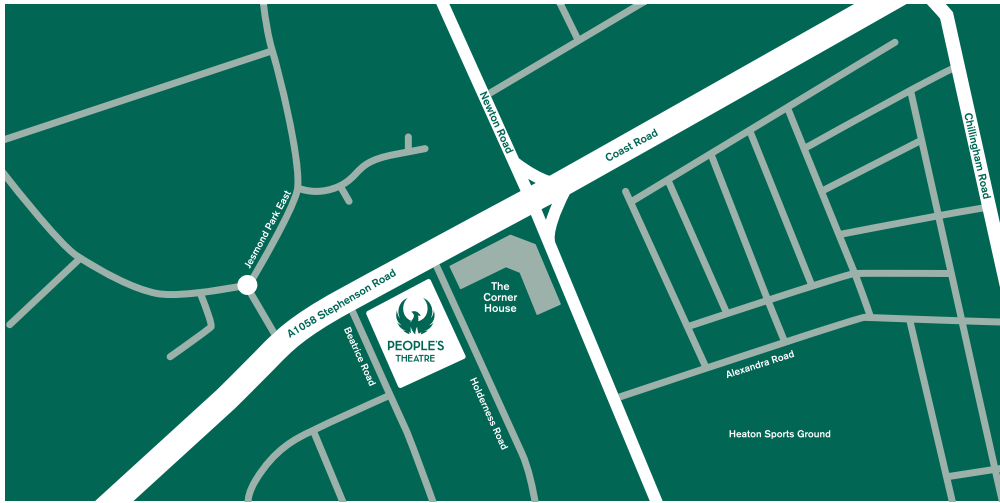 Newton Road
Coast Road
Chillingham Road
Jesmond Park East
A1058 Stephenson Road
The
Corner
House
PEOPLE'S
THEATRE
Beatrice Road
Holderness Road
Alexandra Road
Heaton Sports Ground